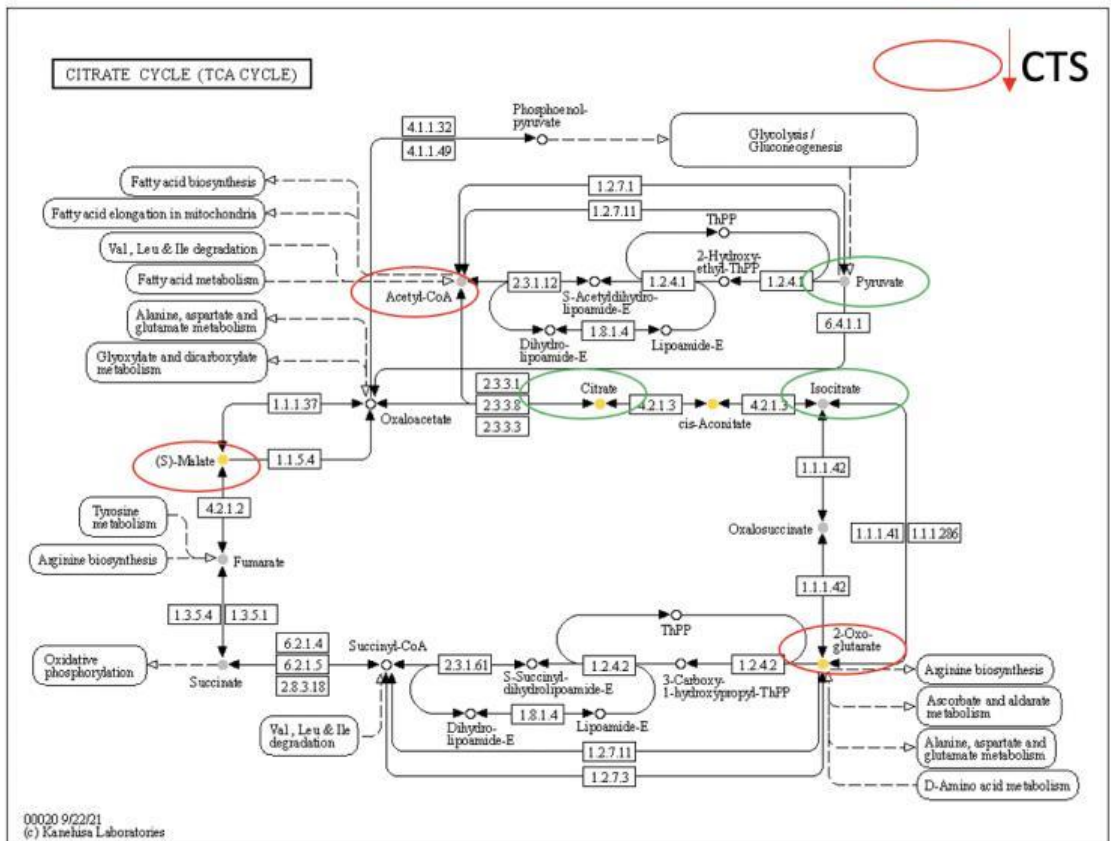 CTS
CITRATE CYCLE (TCA CYCLE)
Phosphoenol-
pyruvate
4.1.1.32
4.1.1.49
Glycolysis /
Gluconeogenesis
Fatty acid biosynthesis
Fatty acid elongation in mitochondria
Val, Leu & Ile degradation
Fatty acid metabolism
Alanine, aspartate and
glutamate metabolism
Glyoxylate and dicarboxylate
metabolism
1.2.7.1
1.2.7.11
ThPP
2-Hydroxy-
ethyl-ThPP
Acetyl-CoA
2.3.1.12
1.2.4.1
1.2.4.1
Pyruvate
S-Acetyldihydro-
lipoamide-E
6.4.1.1
Dihydro-
lipoamide-E
1.8.1.4
Lipoamide-E
1.1.1.37
Oxaloacetate
2.3.3.1
2.3.3.8
2.3.3.3
Citrate
4.2.1.3
cis-Aconitate
4.2.1.3
Isocitrate
(S)-Malate
1.1.5.4
1.1.1.42
4.2.1.2
Tyrosine
metabolism
Arginine biosynthesis
Fumarate
Oxalosuccinate
1.1.1.41
1.1.1.286
1.1.1.42
1.3.5.4
1.3.5.1
Oxidative
phosphorylation
Succinate
6.2.1.4
6.2.1.5
2.8.3.18
Succinyl-CoA
2.3.1.61
S-Succinyl-
dihydrolipoamide-E
1.2.4.2
ThPP
3-Carboxy-
1-hydroxypropyl-ThPP
1.2.4.2
2-Oxo-
glutarate
Dihydro-
lipoamide-E
1.8.1.4
Lipoamide-E
Val, Leu & Ile
degradation
1.2.7.11
1.2.7.3
Arginine biosynthesis
Ascorbate and aldarate
metabolism
Alanine, aspartate and
glutamate metabolism
D-Amino acid metabolism
00020 9/22/21
(c) Kanehisa Laboratories